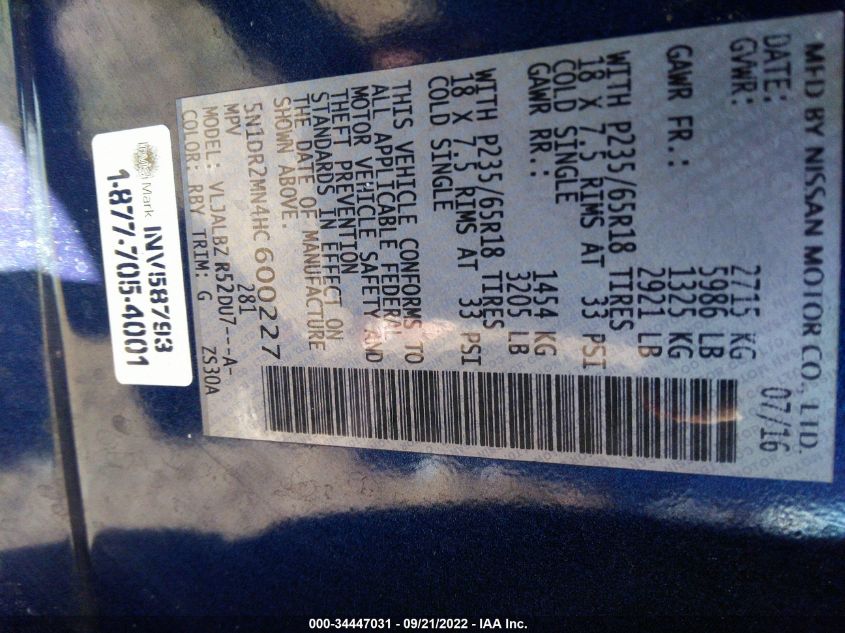 MFD BY NISSAN MOTOR CO., LTD.
DATE: 07/16
GVWR: 2715 KG
5986 LB
GAWR FR.: 1325 KG
2921 LB
WITH P235/65R18 TIRES
18 X 7.5 RIMS AT 33 PSI
COLD SINGLE
GAWR RR.: 1454 KG
3205 LB
WITH P235/65R18 TIRES
18 X 7.5 RIMS AT 33 PSI
COLD SINGLE
THIS VEHICLE CONFORMS TO
ALL APPLICABLE FEDERAL
MOTOR VEHICLE SAFETY AND
THEFT PREVENTION
STANDARDS IN EFFECT ON
THE DATE OF MANUFACTURE
SHOWN ABOVE.
5N1DR2MN4HC600227
MPV 281
MODEL: VLJALBZ R52DU7---A-
COLOR: RBY TRIM: G ZS30A
Mark INV58793
1-877-705-4001
000-34447031 - 09/21/2022 - IAA Inc.